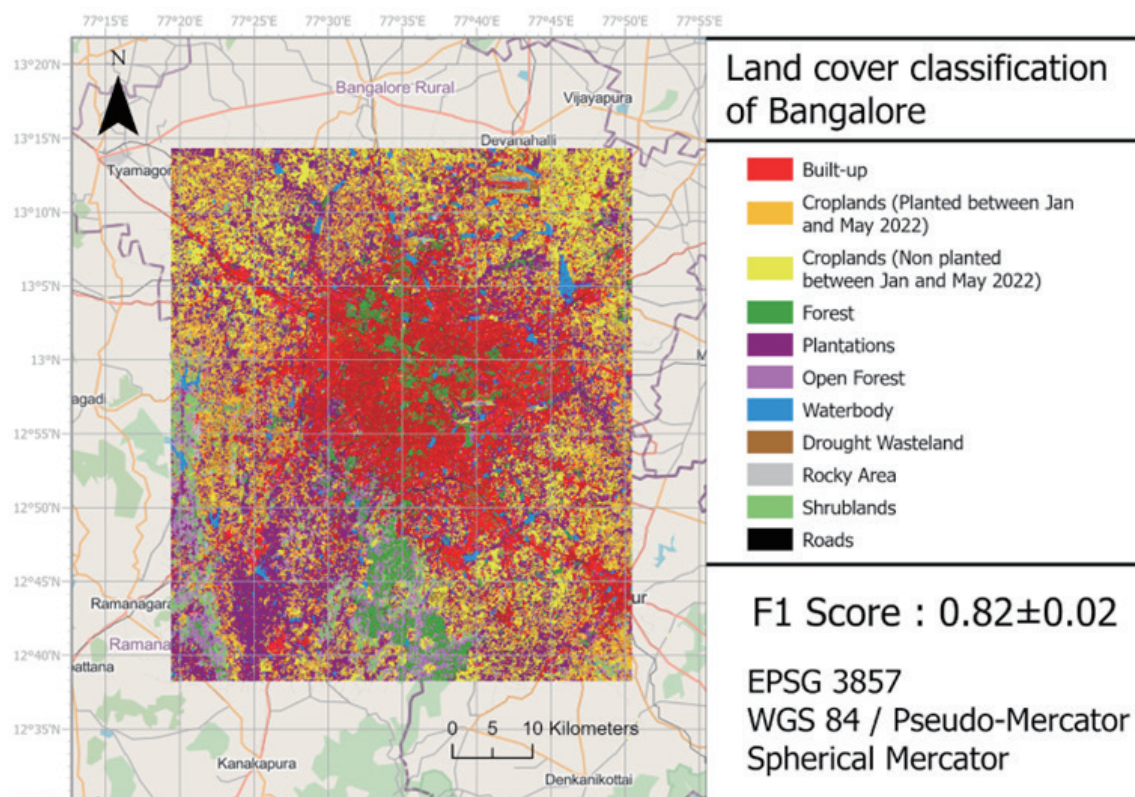 77°15'E 77°20'E 77°25'E 77°30'E 77°35'E 77°40'E 77°45'E 77°50'E 77°55'E
13°20'N
N
Bangalore Rural
Vijayapura
13°15'N
Devanahalli
Tyamagor
13°10'N
13°5'N
13°N
M
agadi
12°55'N
12°50'N
12°45'N
Ramanagara
ur
Ramana
12°40'N
pattana
12°35'N
0 5 10 Kilometers
Kanakapura
Denkanikottai
Land cover classification
of Bangalore
Built-up
Croplands (Planted between Jan
and May 2022)
Croplands (Non planted
between Jan and May 2022)
Forest
Plantations
Open Forest
Waterbody
Drought Wasteland
Rocky Area
Shrublands
Roads
F1 Score : 0.82±0.02
EPSG 3857
WGS 84 / Pseudo-Mercator
Spherical Mercator